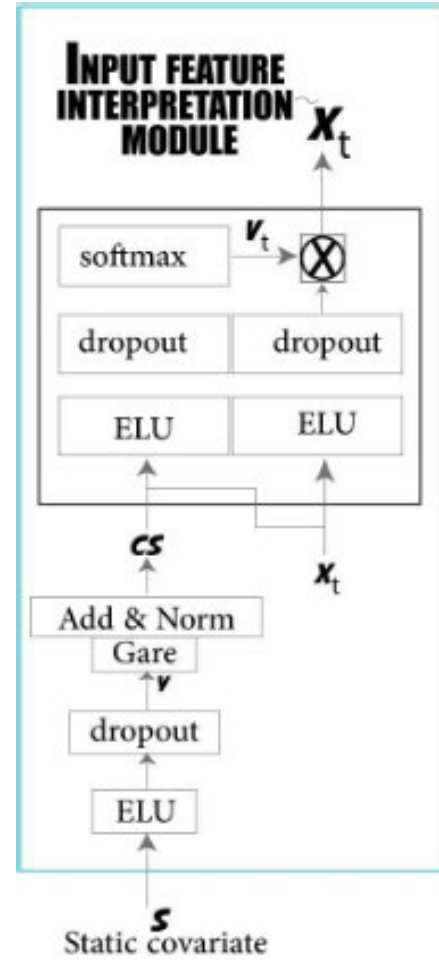 INPUT FEATURE
INTERPRETATION
MODULE
~
X̃t
softmax
Vt
X
dropout
dropout
ELU
ELU
CS
Xt
Add & Norm
Gare
V
dropout
ELU
S
Static covariate